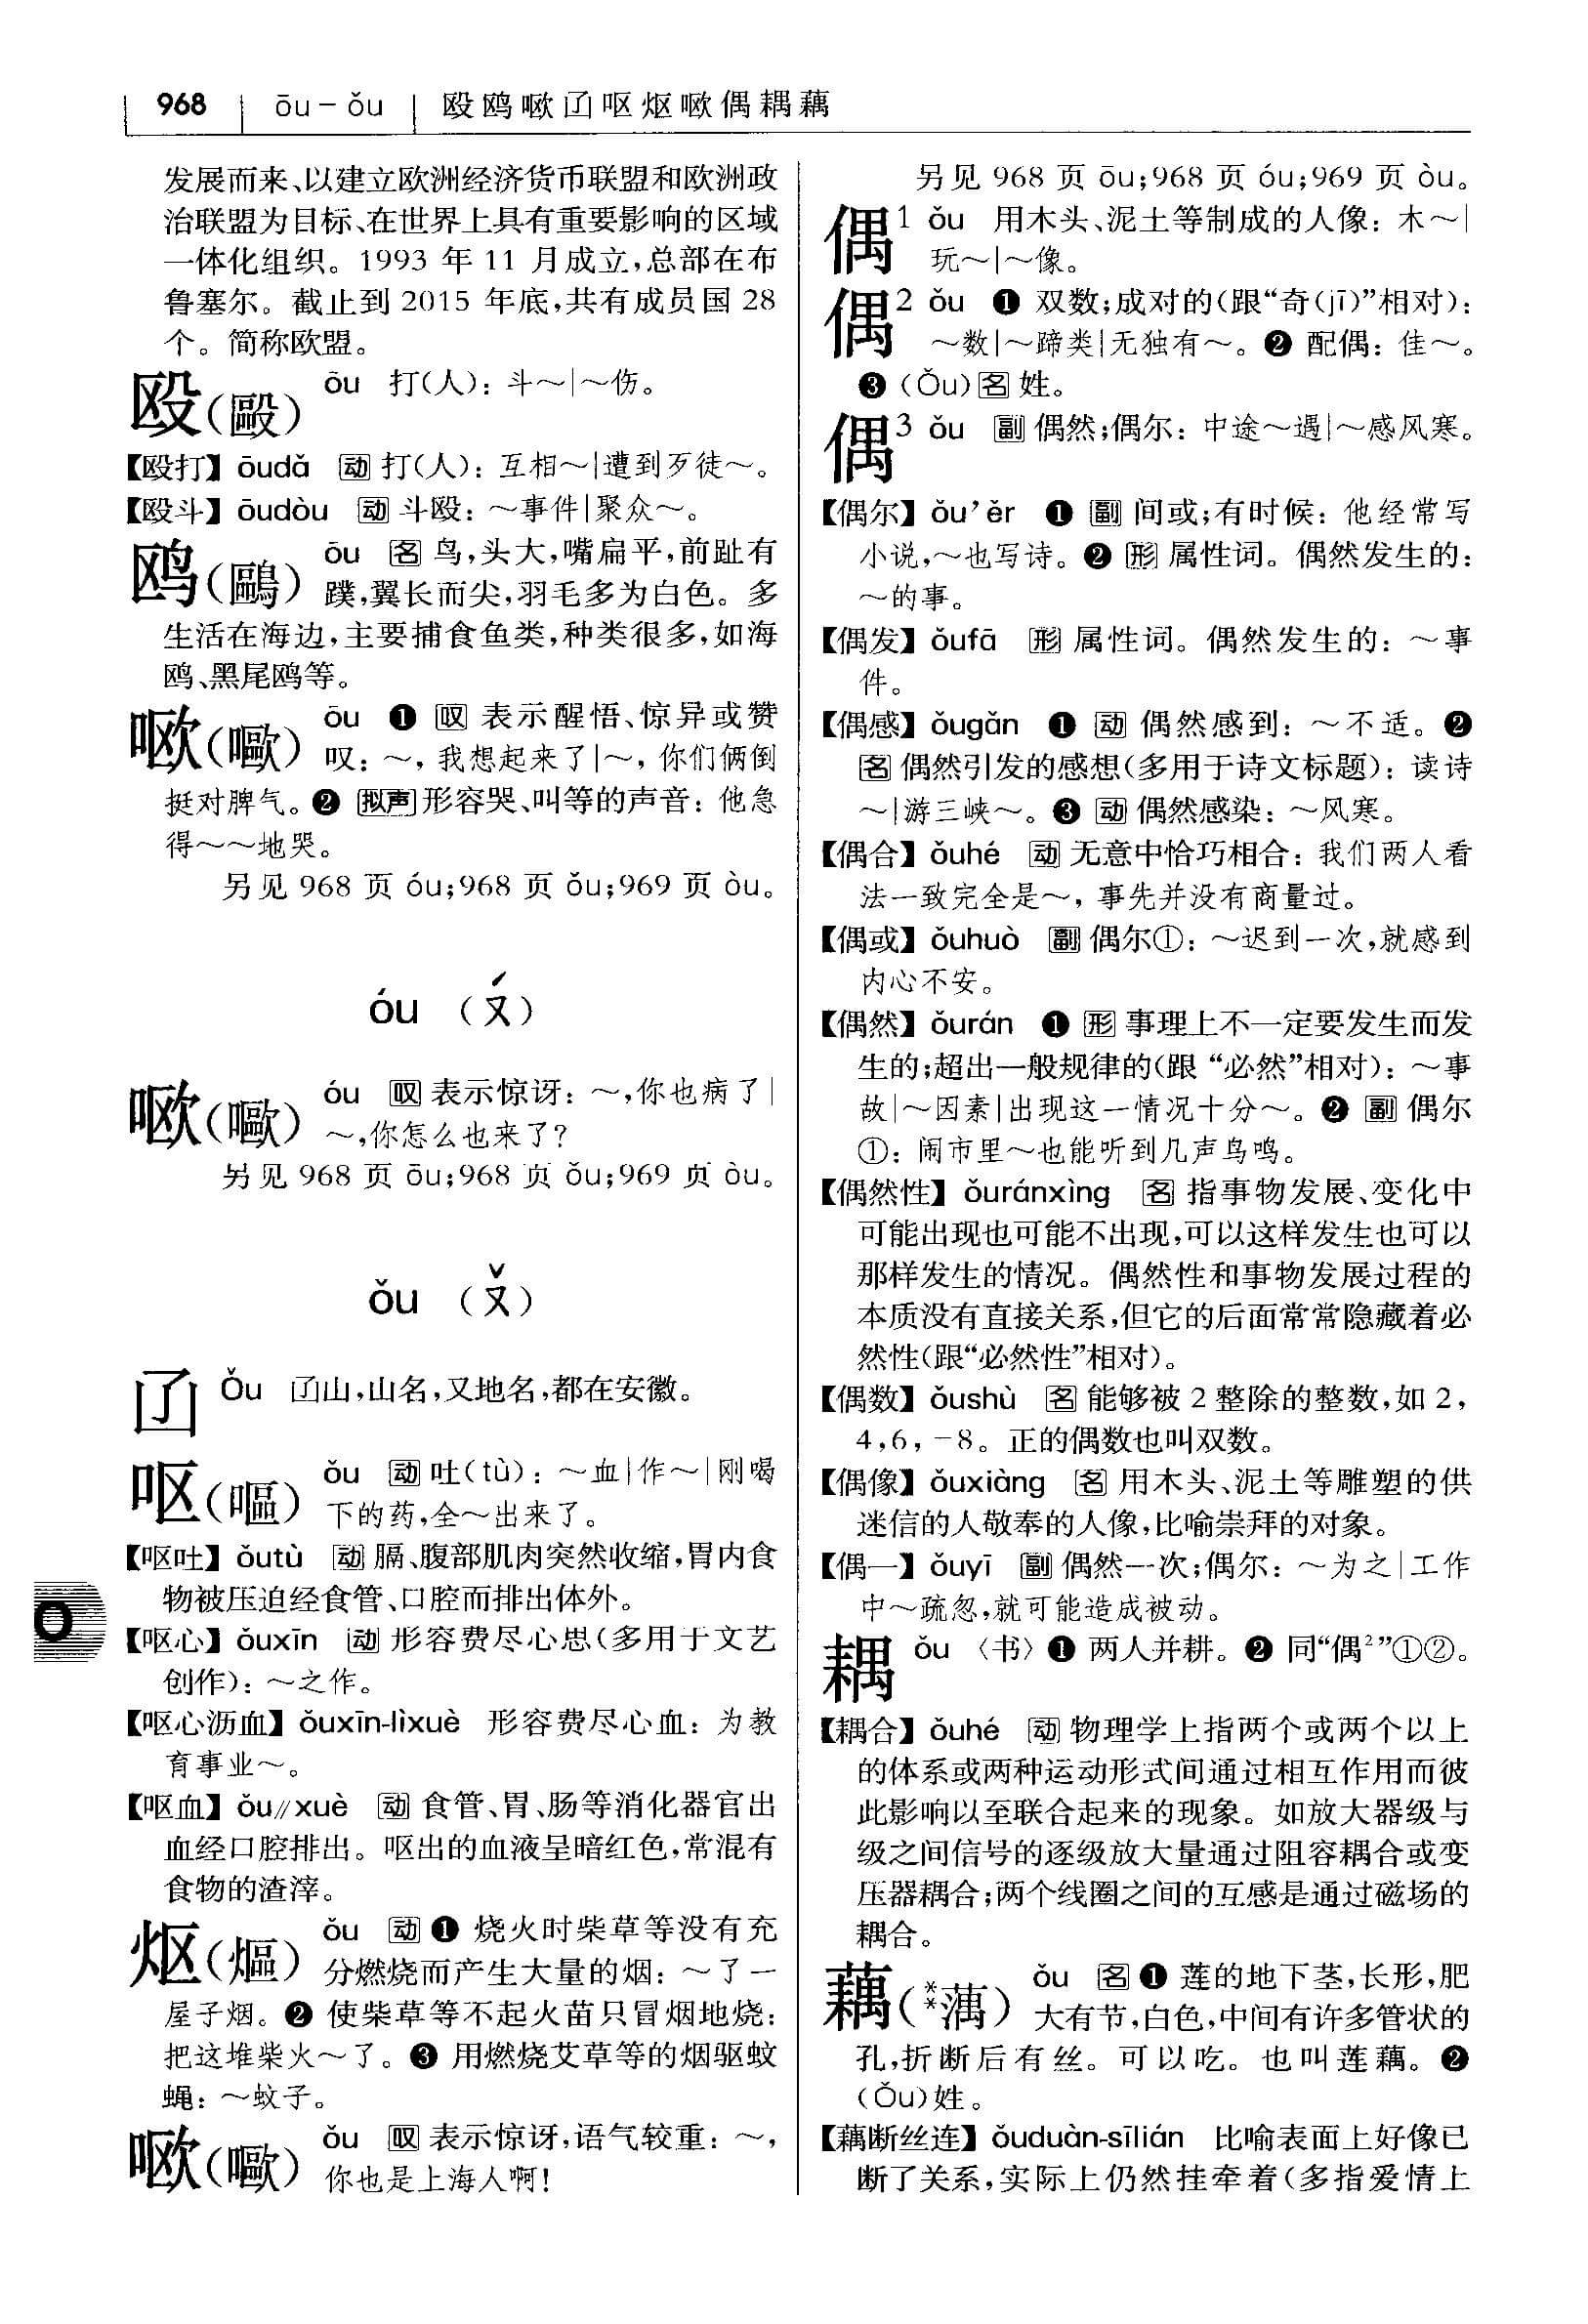 968 ōu－ǒu 殴鸥𬉼𠙶呕怄𬉼偶耦藕
发展而来、以建立欧洲经济货币联盟和欧洲政
治联盟为目标、在世界上具有重要影响的区域
一体化组织。1993 年 11 月成立,总部在布
鲁塞尔。截止到 2015 年底,共有成员国 28
个。简称欧盟。
殴(毆) ōu 打(人)：斗～|～伤。
【殴打】ōudǎ 动 打(人)：互相～|遭到歹徒～。
【殴斗】ōudòu 动 斗殴：～事件|聚众～。
鸥(鷗) ōu 名 鸟,头大,嘴扁平,前趾有
蹼,翼长而尖,羽毛多为白色。多
生活在海边,主要捕食鱼类,种类很多,如海
鸥、黑尾鸥等。
𬉼(噢) ōu ❶ 叹 表示醒悟、惊异或赞
叹：～,我想起来了|～,你们俩倒
挺对脾气。❷ 拟声 形容哭、叫等的声音：他急
得～～地哭。
另见 968 页 óu;968 页 ǒu;969 页 òu。
óu (ㄡˊ)
óu 叹 表示惊讶：～,你也病了|
～,你怎么也来了?
另见 968 页 ōu;968 页 ǒu;969 页 òu。
ǒu (ㄡˇ)
Ǒu 山,山名,又地名,都在安徽。
呕(嘔) ǒu 动 吐(tù)：～血|作～|刚喝
下的药,全～出来了。
【呕吐】ǒutù 动 膈、腹部肌肉突然收缩,胃内食
物被压迫经食管、口腔而排出体外。
【呕心】ǒuxīn 动 形容费尽心思(多用于文艺
创作)：～之作。
【呕心沥血】ǒuxīn-lìxuè 形容费尽心血：为教
育事业～。
【呕血】ǒu∥xuè 动 食管、胃、肠等消化器官出
血经口腔排出。呕出的血液呈暗红色,常混有
食物的渣滓。
炷(熰) ǒu 动 ❶ 烧火时柴草等没有充
分燃烧而产生大量的烟：～了一
屋子烟。❷ 使柴草等不起火苗只冒烟地烧：
把这堆柴火～了。❸ 用燃烧艾草等的烟驱蚊
蝇：～蚊子。
ǒu 叹 表示惊讶,语气较重：～,
你也是上海人啊!
另见 968 页 ōu;968 页 óu;969 页 òu。
偶1 ǒu 用木头、泥土等制成的人像：木～|
玩～|～像。
偶2 ǒu ❶ 双数;成对的(跟“奇(jī)”相对)：
～数|～蹄类|无独有～。❷ 配偶：佳～。
❸ (Ǒu)名 姓。
偶3 ǒu 副 偶然;偶尔：中途～遇|～感风寒。
【偶尔】ǒu’ěr ❶ 副 间或;有时候：他经常写
小说,～也写诗。❷ 形 属性词。偶然发生的：
～的事。
【偶发】ǒufā 形 属性词。偶然发生的：～事
件。
【偶感】ǒugǎn ❶ 动 偶然感到：～不适。❷
名 偶然引发的感想(多用于诗文标题)：读诗
～|游三峡～。❸ 动 偶然感染：～风寒。
【偶合】ǒuhé 动 无意中恰巧相合：我们两人看
法一致完全是～,事先并没有商量过。
【偶或】ǒuhuò 副 偶尔①：～迟到一次,就感到
内心不安。
【偶然】ǒurán ❶ 形 事理上不一定要发生而发
生的;超出一般规律的(跟 “必然”相对)：～事
故|～因素|出现这一情况十分～。❷ 副 偶尔
①：闹市里～也能听到几声鸟鸣。
【偶然性】ǒuránxìng 名 指事物发展、变化中
可能出现也可能不出现,可以这样发生也可以
那样发生的情况。偶然性和事物发展过程的
本质没有直接关系,但它的后面常常隐藏着必
然性(跟“必然性”相对)。
【偶数】ǒushù 名 能够被 2 整除的整数,如 2,
4,6,－8。正的偶数也叫双数。
【偶像】ǒuxiàng 名 用木头、泥土等雕塑的供
迷信的人敬奉的人像,比喻崇拜的对象。
【偶一】ǒuyī 副 偶然一次;偶尔：～为之|工作
中～疏忽,就可能造成被动。
耦 ǒu 〈书〉❶ 两人并耕。❷ 同“偶²”①②。
【耦合】ǒuhé 动 物理学上指两个或两个以上
的体系或两种运动形式间通过相互作用而彼
此影响以至联合起来的现象。如放大器级与
级之间信号的逐级放大量通过阻容耦合或变
压器耦合;两个线圈之间的互感是通过磁场的
耦合。
藕(**蕅) ǒu 名 ❶ 莲的地下茎,长形,肥
大有节,白色,中间有许多管状的
孔,折断后有丝。可以吃。也叫莲藕。❷
(Ǒu)姓。
【藕断丝连】ǒuduàn-sīlián 比喻表面上好像已
断了关系,实际上仍然挂牵着(多指爱情上
O